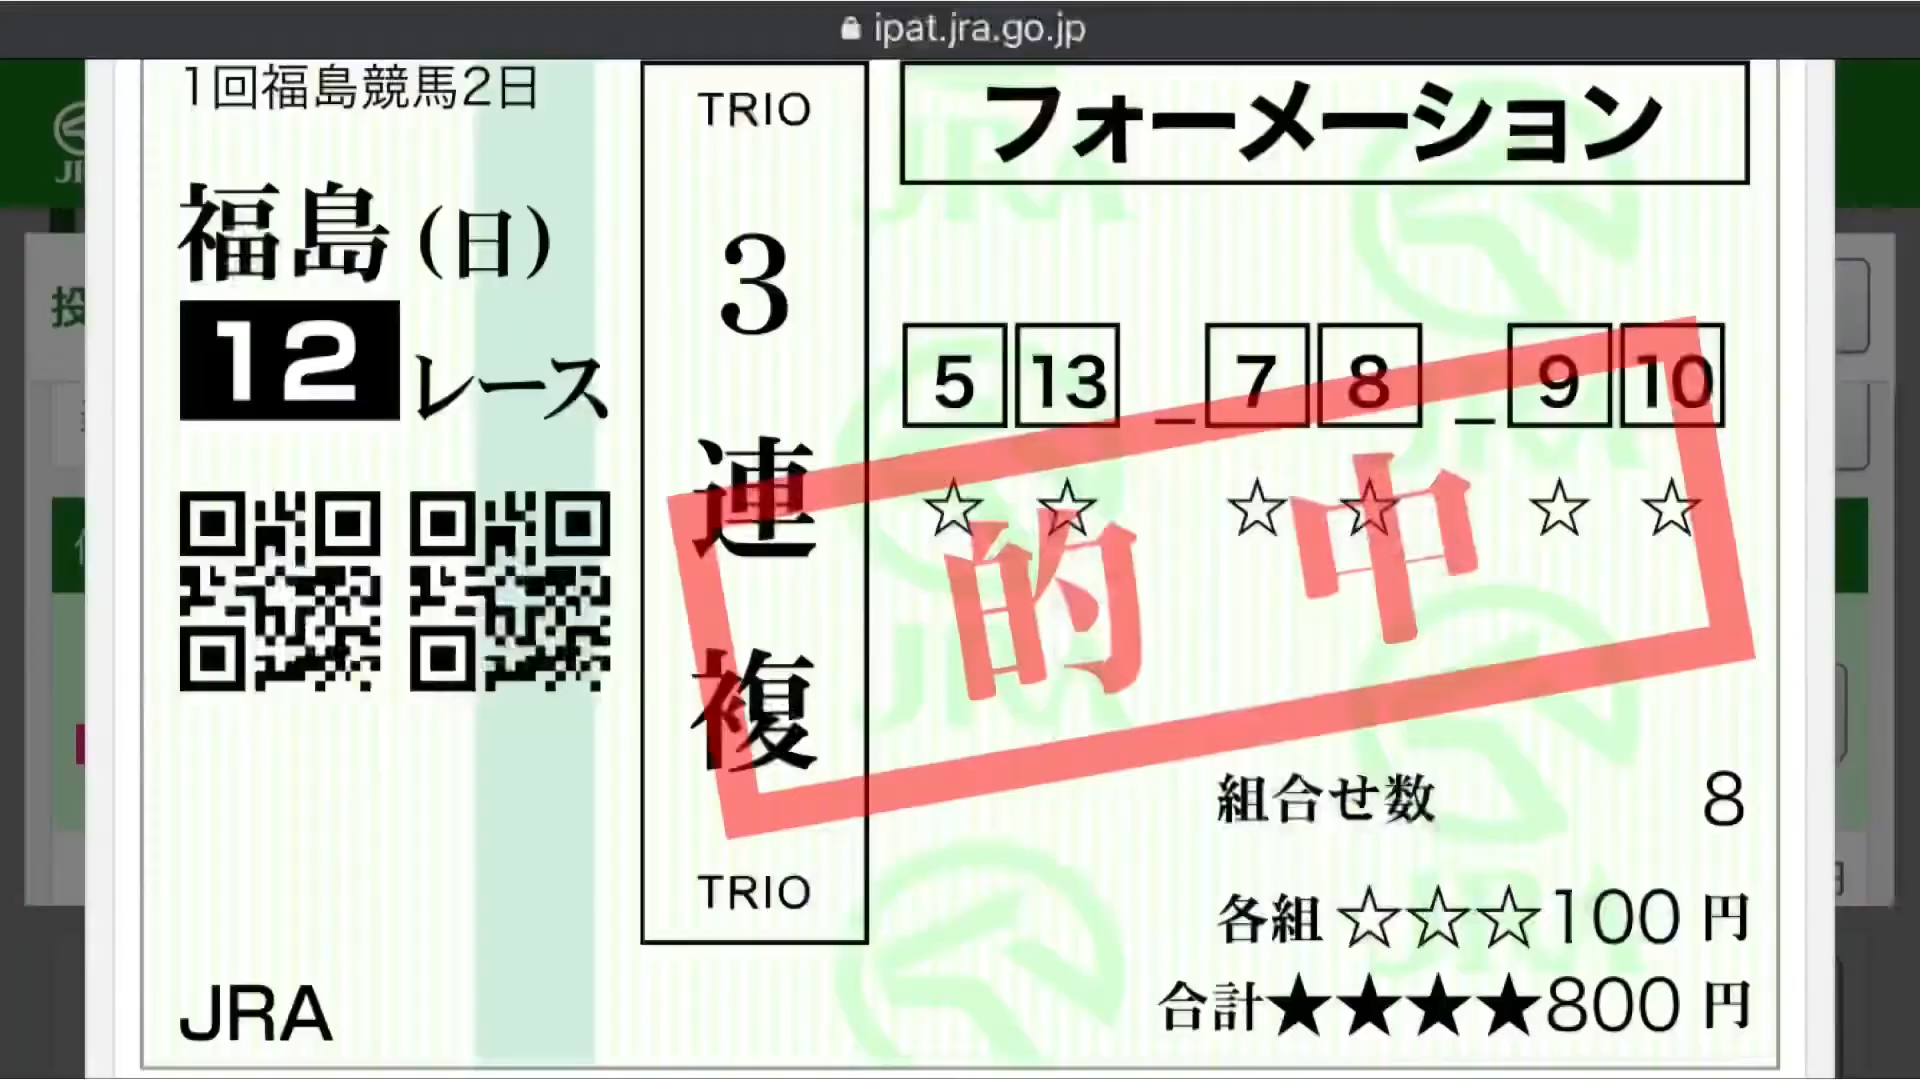 ipat.jra.go.jp
1回福島競馬2日
福島(日)
12レース
JRA
TRIO
3連複
TRIO
フォーメーション
5 13 – 7 8 – 9 10
☆ ☆ ☆ ☆ ☆ ☆
的中
組合せ数 8
各組☆☆☆100円
合計★★★★800円
投